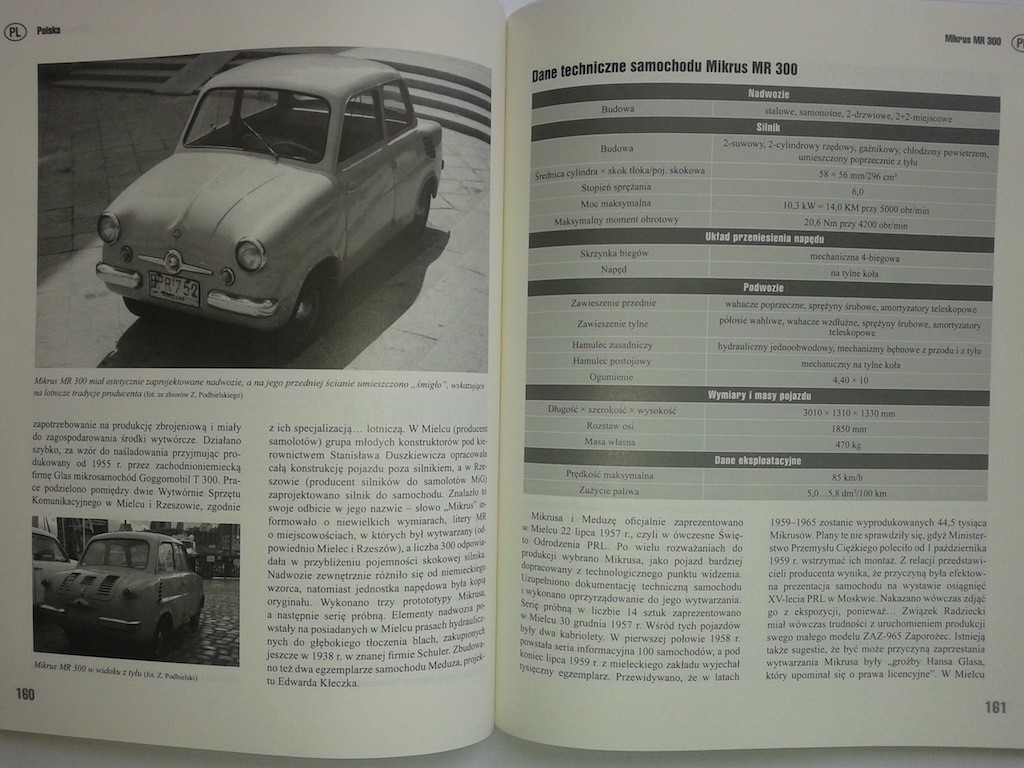 PL Polska
PR752
Mikrus MR 300 miał estetycznie zaprojektowane nadwozie, a na jego przedniej ścianie umieszczono „śmigło”, wskazujące
na lotnicze tradycje producenta (fot. ze zbiorów Z. Podbielskiego)
zapotrzebowanie na produkcję zbrojeniową i miały
do zagospodarowania środki wytwórcze. Działano
szybko, za wzór do naśladowania przyjmując pro-
dukowany od 1955 r. przez zachodnioniemiecką
firmę Glas mikrosamochód Goggomobil T 300. Pra-
ce podzielono pomiędzy dwie Wytwórnie Sprzętu
Komunikacyjnego w Mielcu i Rzeszowie, zgodnie
Mikrus MR 300 w widoku z tyłu (fot. Z. Podbielski)
160
z ich specjalizacją… lotniczą. W Mielcu (producent
samolotów) grupa młodych konstruktorów pod kie-
rownictwem Stanisława Duszkiewicza opracowała
całą konstrukcję pojazdu poza silnikiem, a w Rze-
szowie (producent silników do samolotów MiG)
zaprojektowano silnik do samochodu. Znalazło to
swoje odbicie w jego nazwie – słowo „Mikrus” in-
formowało o niewielkich wymiarach, litery MR
o miejscowościach, w których był wytwarzany (od-
powiednio Mielec i Rzeszów), a liczba 300 odpowia-
dała w przybliżeniu pojemności skokowej silnika.
Nadwozie zewnętrznie różniło się od niemieckiego
wzorca, natomiast jednostka napędowa była kopią
oryginału. Wykonano trzy prototypy Mikrusa,
a następnie serię próbną. Elementy nadwozia po-
wstały na posiadanych w Mielcu prasach hydraulicz-
nych do głębokiego tłoczenia blach, zakupionych
jeszcze w 1938 r. w znanej firmie Schuler. Zbudowa-
no też dwa egzemplarze samochodu Meduza, projek-
tu Edwarda Kłeczka.
Mikrus MR 300
Dane techniczne samochodu Mikrus MR 300
Nadwozie
Budowa stalowe, samonośne, 2-drzwiowe, 2+2-miejscowe
Silnik
Budowa 2-suwowy, 2-cylindrowy rzędowy, gaźnikowy, chłodzony powietrzem,
umieszczony poprzecznie z tyłu
Średnica cylindra × skok tłoka/poj. skokowa 58 × 56 mm/296 cm³
Stopień sprężania 6,0
Moc maksymalna 10,3 kW = 14,0 KM przy 5000 obr/min
Maksymalny moment obrotowy 20,6 Nm przy 4200 obr/min
Układ przeniesienia napędu
Skrzynka biegów mechaniczna 4-biegowa
Napęd na tylne koła
Podwozie
Zawieszenie przednie wahacze poprzeczne, sprężyny śrubowe, amortyzatory teleskopowe
Zawieszenie tylne półosie wahliwe, wahacze wzdłużne, sprężyny śrubowe, amortyzatory
teleskopowe
Hamulec zasadniczy hydrauliczny jednoobwodowy, mechanizmy bębnowe z przodu i z tyłu
Hamulec postojowy mechaniczny na tylne koła
Ogumienie 4,40 × 10
Wymiary i masy pojazdu
Długość × szerokość × wysokość 3010 × 1310 × 1330 mm
Rozstaw osi 1850 mm
Masa własna 470 kg
Dane eksploatacyjne
Prędkość maksymalna 85 km/h
Zużycie paliwa 5,0…5,8 dm³/100 km
Mikrusa i Meduzę oficjalnie zaprezentowano
w Mielcu 22 lipca 1957 r., czyli w ówczesne Świę-
to Odrodzenia PRL. Po wielu rozważaniach do
produkcji wybrano Mikrusa, jako pojazd bardziej
dopracowany z technologicznego punktu widzenia.
Uzupełniono dokumentację techniczną samochodu
i wykonano oprzyrządowanie do jego wytwarzania.
Serię próbną w liczbie 14 sztuk zaprezentowano
w Mielcu 30 grudnia 1957 r. Wśród tych pojazdów
były dwa kabriolety. W pierwszej połowie 1958 r.
powstała seria informacyjna 100 samochodów, a pod
koniec lipca 1959 r. z mieleckiego zakładu wyjechał
tysięczny egzemplarz. Przewidywano, że w latach
1959–1965 zostanie wyprodukowanych 44,5 tysiąca
Mikrusów. Plany te nie sprawdziły się, gdyż Minister-
stwo Przemysłu Ciężkiego poleciło od 1 października
1959 r. wstrzymać ich montaż. Z relacji przedstawi-
cieli producenta wynika, że przyczyną była efektow-
na prezentacja samochodu na wystawie osiągnięć
XV-lecia PRL w Moskwie. Nakazano wówczas zdjąć
go z ekspozycji, ponieważ… Związek Radziecki
miał wówczas trudności z uruchomieniem produkcji
swego małego modelu ZAZ-965 Zaporożec. Istnieją
także sugestie, że być może przyczyną zaprzestania
wytwarzania Mikrusa były „groźby Hansa Glasa,
który upominał się o prawa licencyjne”. W Mielcu
161